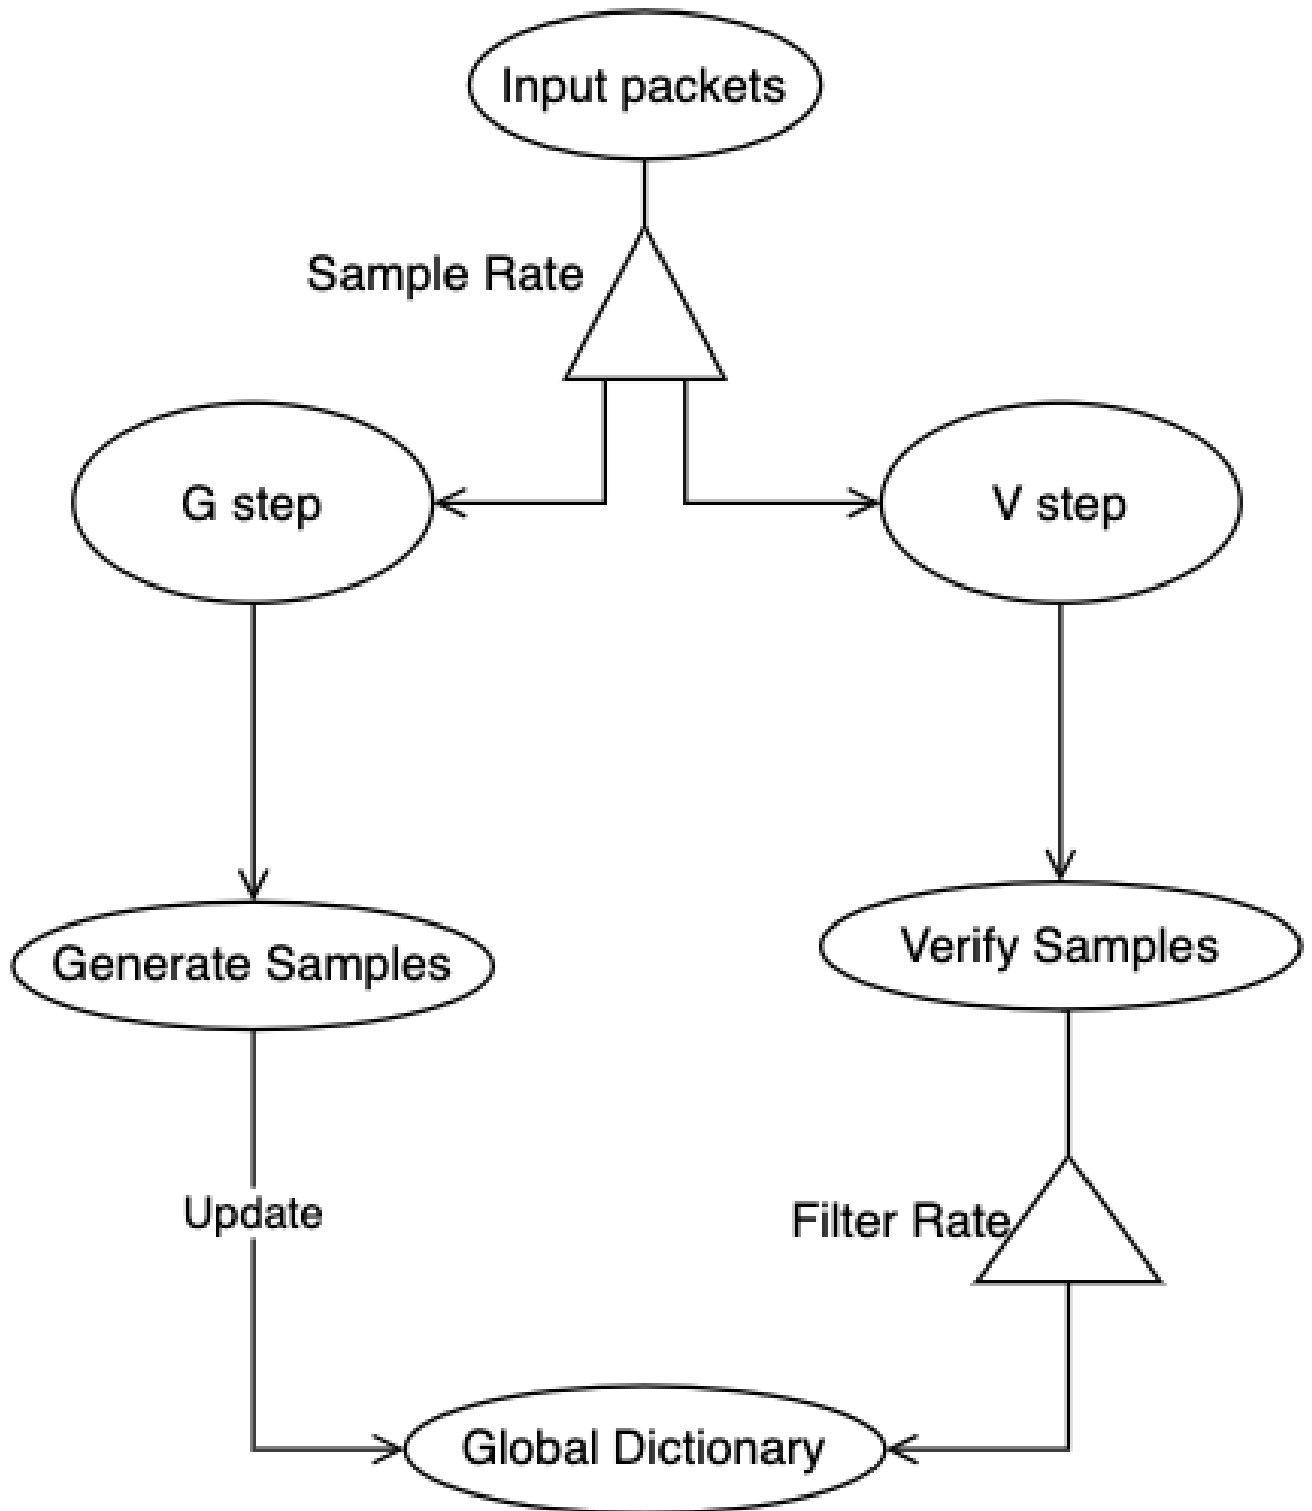 Input packets
Sample Rate
G step
V step
Generate Samples
Verify Samples
Update
Filter Rate
Global Dictionary